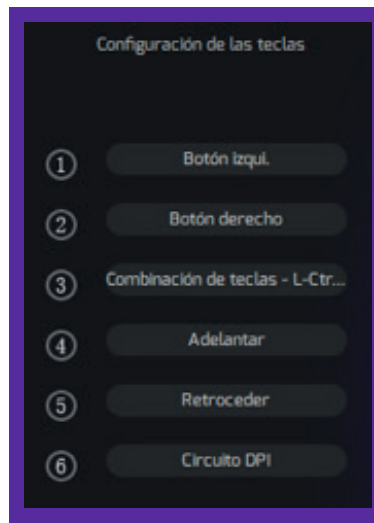 Configuración de las teclas
① Botón izqui.
② Botón derecho
③ Combinación de teclas - L-Ctr...
④ Adelantar
⑤ Retroceder
⑥ Circuito DPI